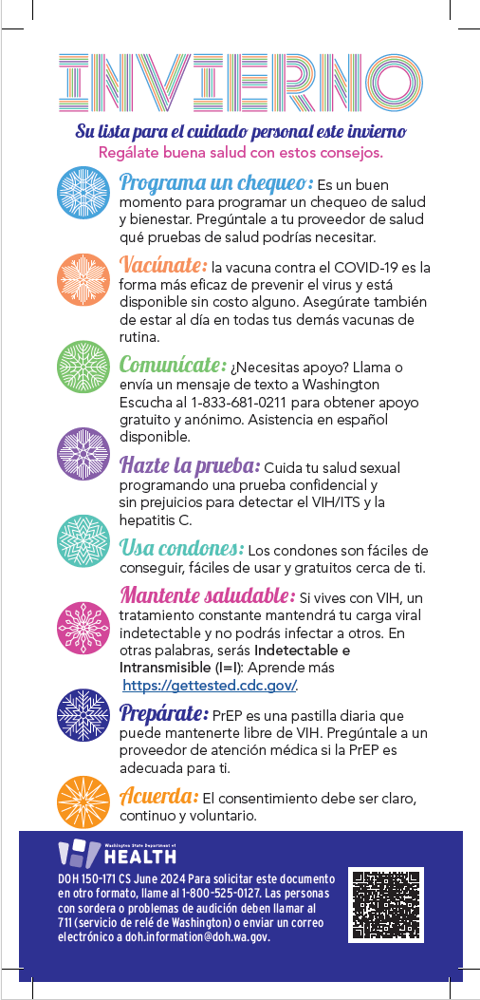 INVIERNO
Su lista para el cuidado personal este invierno
Regálate buena salud con estos consejos.
Programa un chequeo: Es un buen
momento para programar un chequeo de salud
y bienestar. Pregúntale a tu proveedor de salud
qué pruebas de salud podrías necesitar.
Vacúnate: la vacuna contra el COVID-19 es la
forma más eficaz de prevenir el virus y está
disponible sin costo alguno. Asegúrate también
de estar al día en todas tus demás vacunas de
rutina.
Comunícate: ¿Necesitas apoyo? Llama o
envía un mensaje de texto a Washington
Escucha al 1-833-681-0211 para obtener apoyo
gratuito y anónimo. Asistencia en español
disponible.
Hazte la prueba: Cuida tu salud sexual
programando una prueba confidencial y
sin prejuicios para detectar el VIH/ITS y la
hepatitis C.
Usa condones: Los condones son fáciles de
conseguir, fáciles de usar y gratuitos cerca de ti.
Mantente saludable: Si vives con VIH, un
tratamiento constante mantendrá tu carga viral
indetectable y no podrás infectar a otros. En
otras palabras, serás Indetectable e
Intransmisible (I=I): Aprende más
https://gettested.cdc.gov/.
Prepárate: PrEP es una pastilla diaria que
puede mantenerte libre de VIH. Pregúntale a un
proveedor de atención médica si la PrEP es
adecuada para ti.
Acuerda: El consentimiento debe ser claro,
continuo y voluntario.
Washington State Department of
HEALTH
DOH 150-171 CS June 2024 Para solicitar este documento
en otro formato, llame al 1-800-525-0127. Las personas
con sordera o problemas de audición deben llamar al
711 (servicio de relé de Washington) o enviar un correo
electrónico a doh.information@doh.wa.gov.